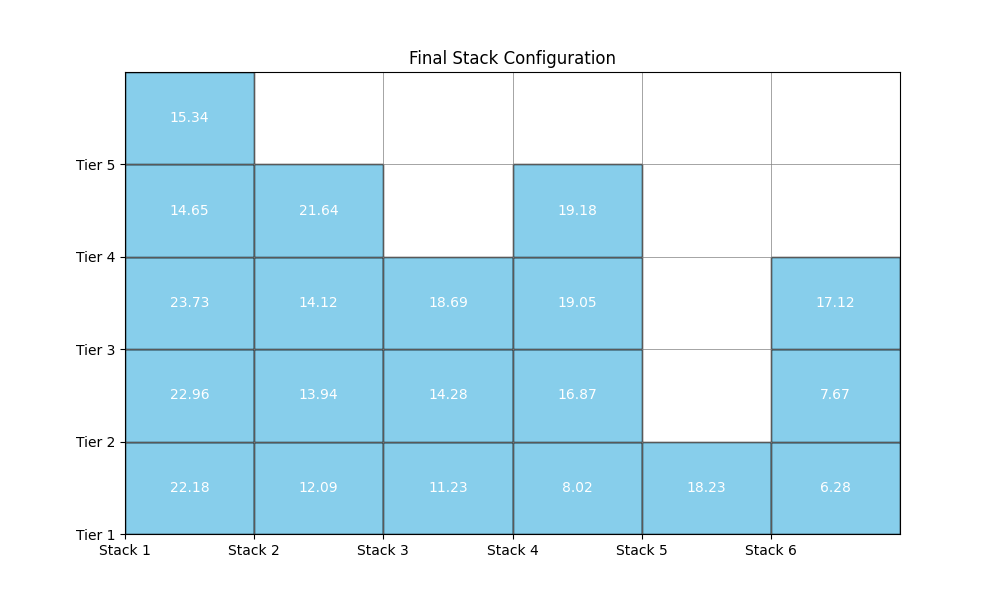 Final Stack Configuration
15.34
Tier 5
14.65 21.64 19.18
Tier 4
23.73 14.12 18.69 19.05 17.12
Tier 3
22.96 13.94 14.28 16.87 7.67
Tier 2
22.18 12.09 11.23 8.02 18.23 6.28
Tier 1
Stack 1 Stack 2 Stack 3 Stack 4 Stack 5 Stack 6